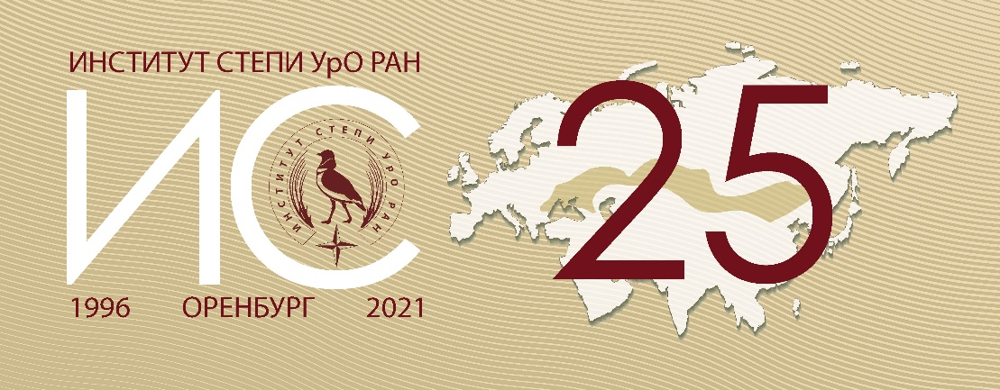 ИНСТИТУТ СТЕПИ УрО РАН
ИС
ИНСТИТУТ СТЕПИ УрО РАН
1996 ОРЕНБУРГ 2021
25